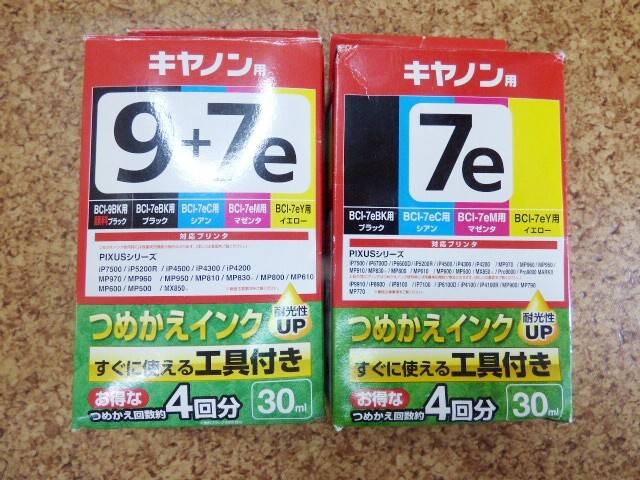 キヤノン用
9+7e
BCI-9BK用
顔料ブラック
BCI-7eBK用
ブラック
BCI-7eC用
シアン
BCI-7eM用
マゼンタ
BCI-7eY用
イエロー
対応プリンタ
PIXUSシリーズ
iP7500 / iP5200R / iP4500 / iP4300 / iP4200
MP970 / MP960 / MP950 / MP810 / MP830 / MP800 / MP610
MP600 / MP500 / MX850
つめかえインク
耐光性
UP
すぐに使える工具付き
お得な
つめかえ回数約
4回分
30ml
キヤノン用
7e
BCI-7eBK用
ブラック
BCI-7eC用
シアン
BCI-7eM用
マゼンタ
BCI-7eY用
イエロー
対応プリンタ
PIXUSシリーズ
つめかえインク
耐光性
UP
すぐに使える工具付き
お得な
つめかえ回数約
4回分
30ml